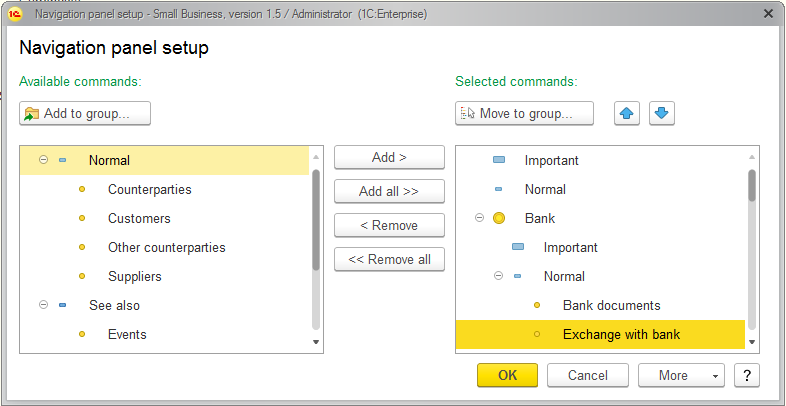 Navigation panel setup - Small Business, version 1.5 / Administrator (1C:Enterprise)
Navigation panel setup
Available commands:
Selected commands:
Add to group...
Move to group...
Normal
Counterparties
Customers
Other counterparties
Suppliers
See also
Events
Add >
Add all >>
< Remove
<< Remove all
Important
Normal
Bank
Important
Normal
Bank documents
Exchange with bank
OK
Cancel
More
?